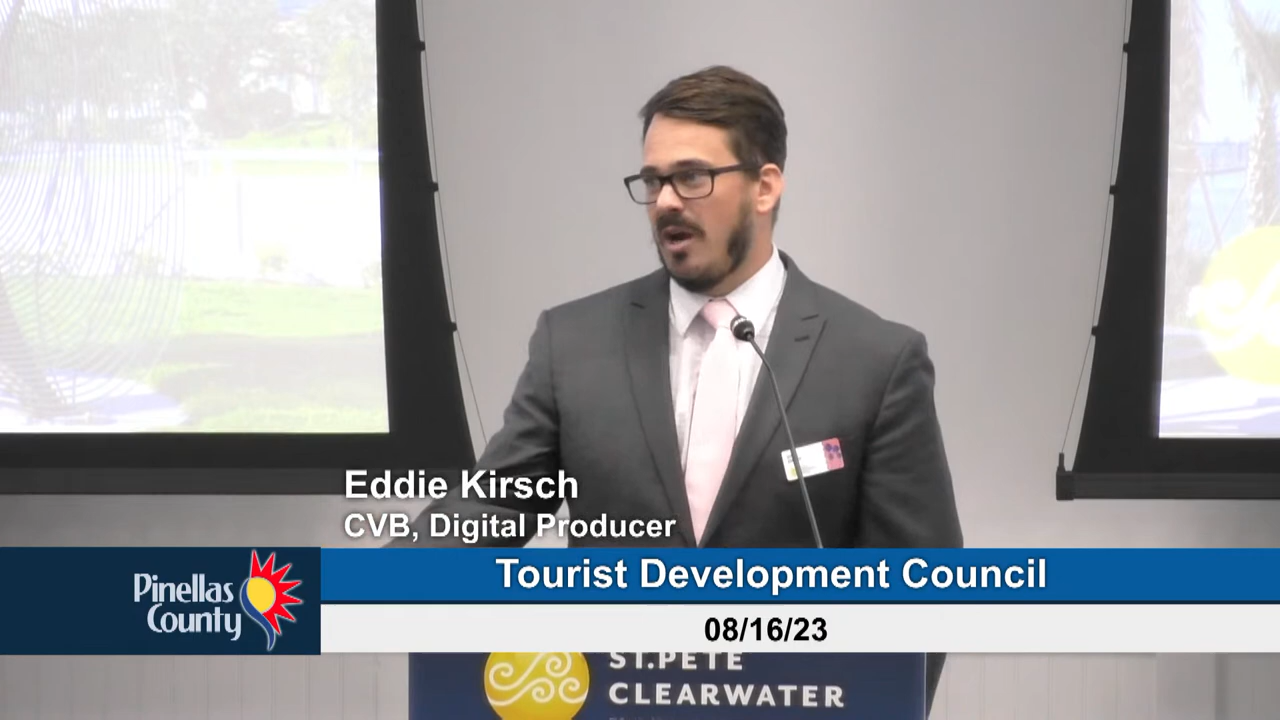 Eddie Kirsch
CVB, Digital Producer
Tourist Development Council
Pinellas
County
08/16/23
ST.PETE
CLEARWATER